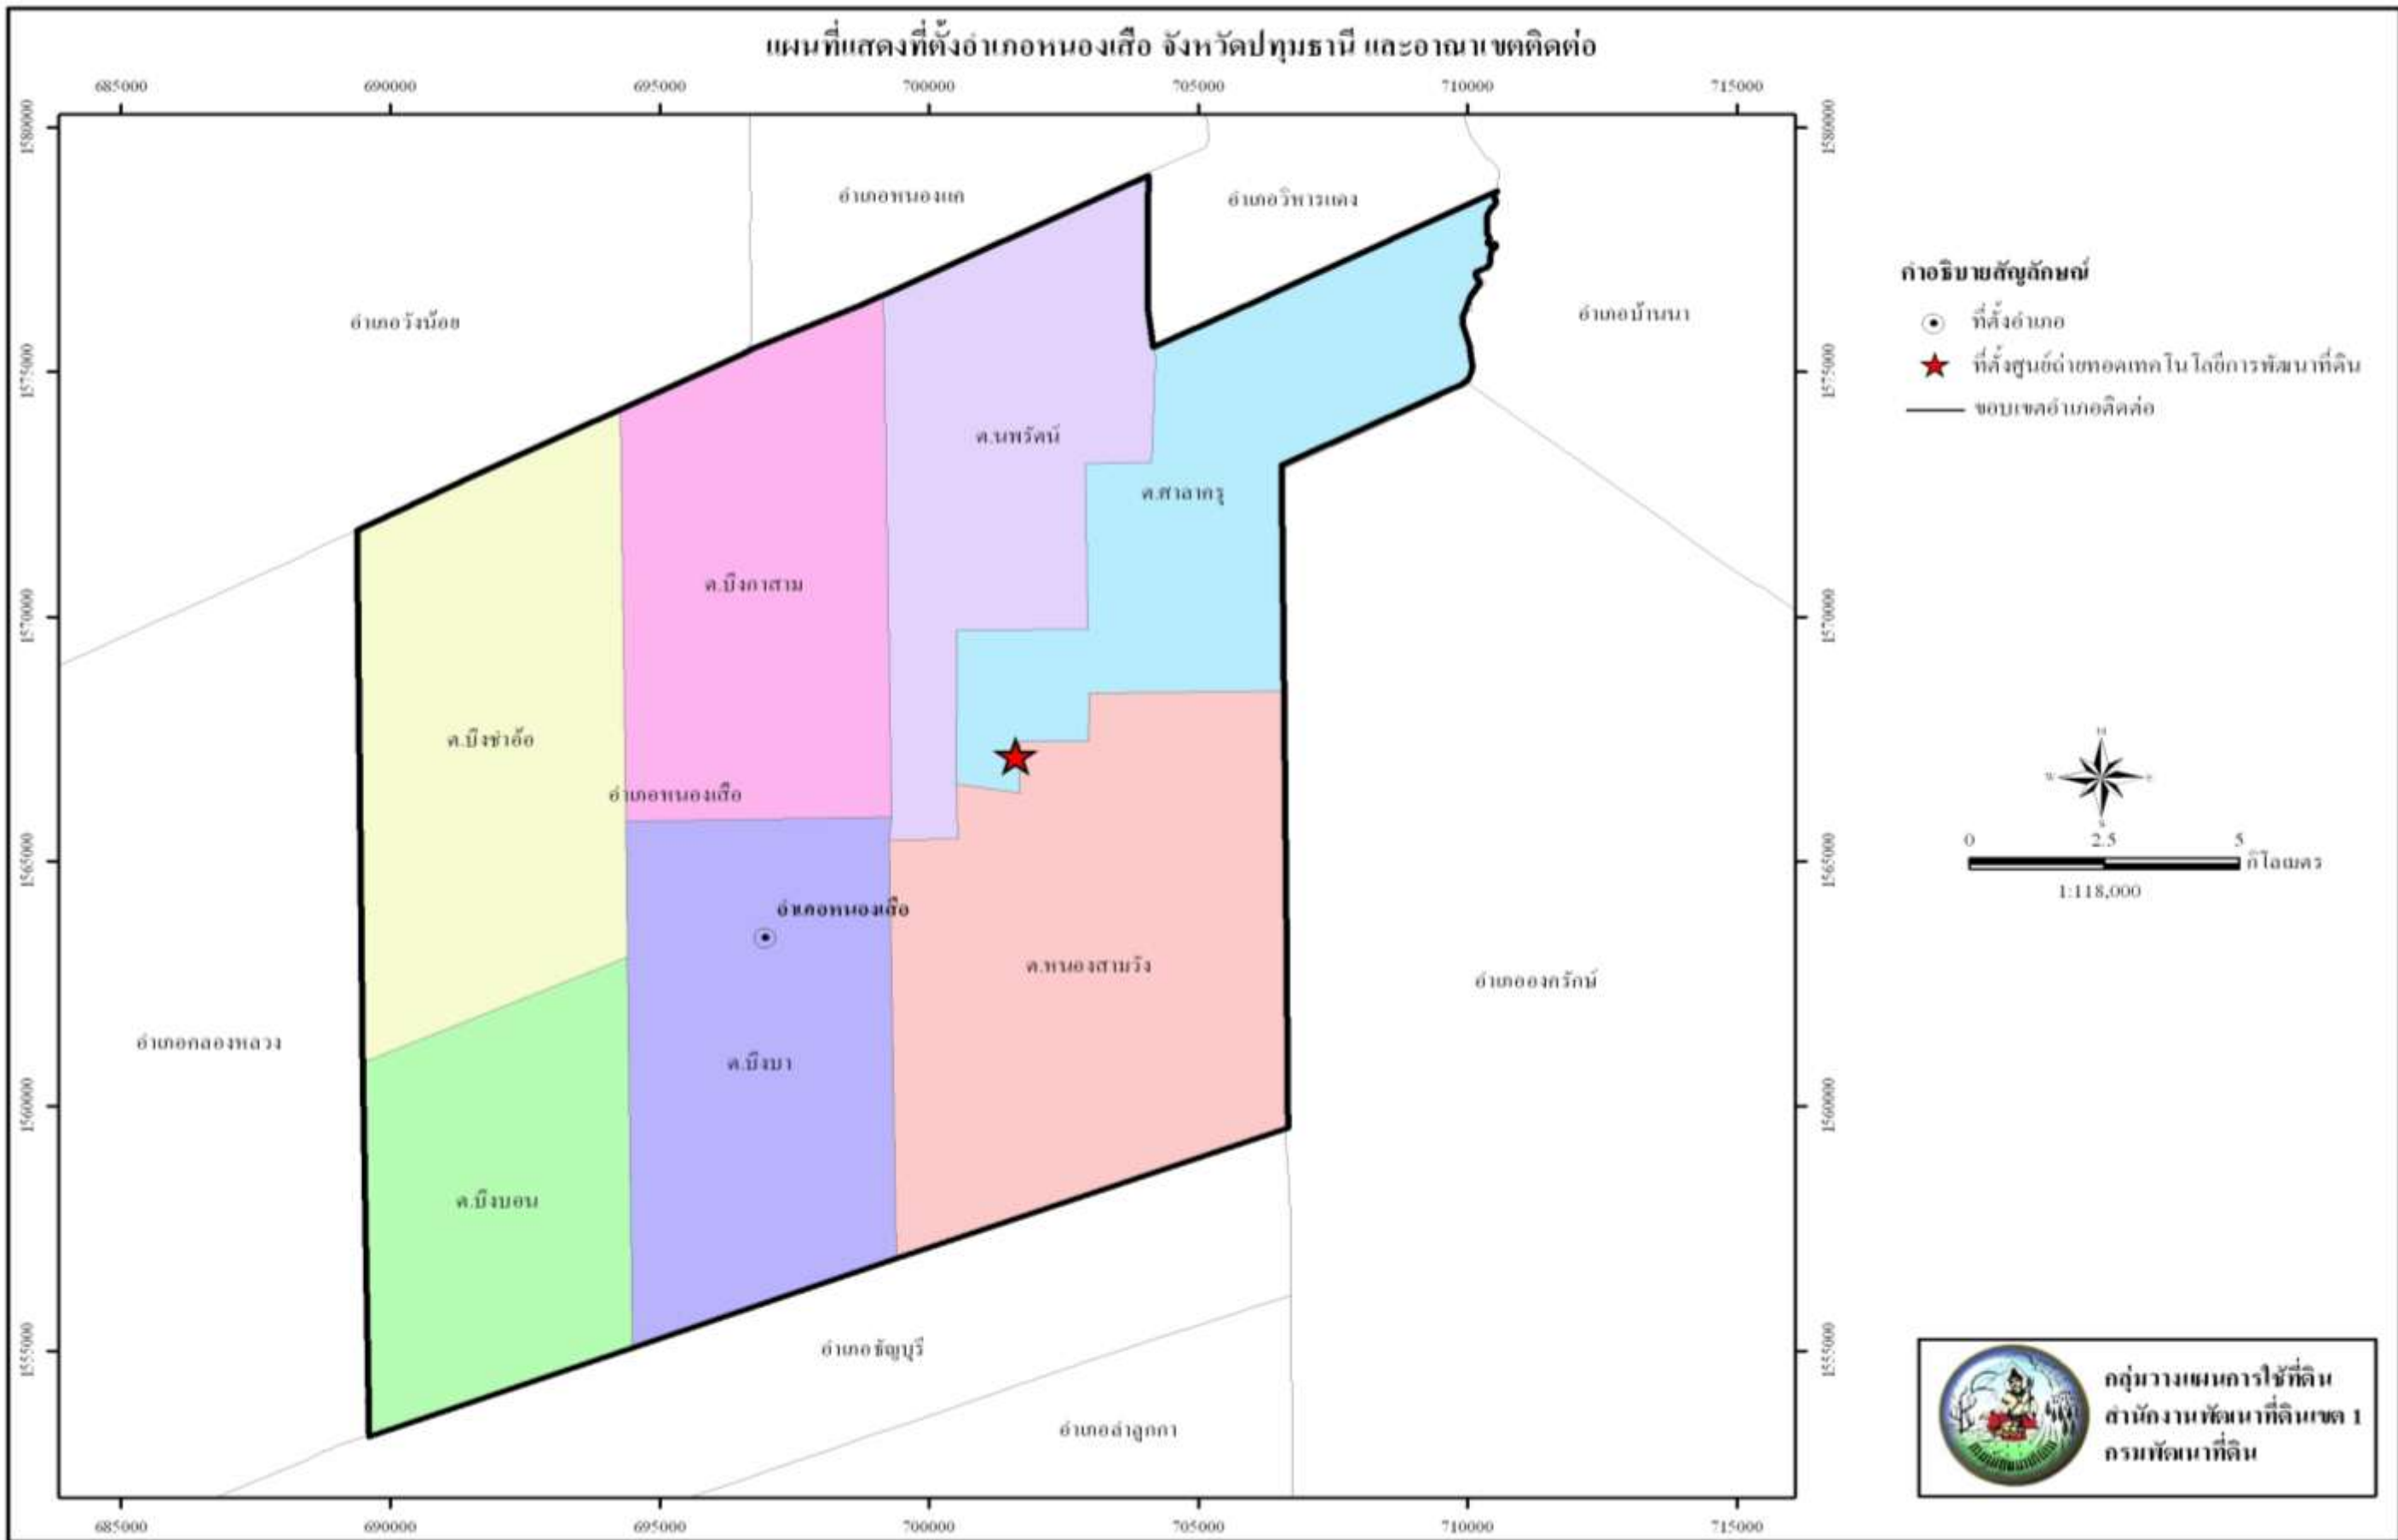 แผนที่แสดงที่ตั้งอำเภอหนองเสือ จังหวัดปทุมธานี และอาณาเขตติดต่อ
685000 690000 695000 700000 705000 710000 715000
1580000 1580000
อำเภอหนองแค
อำเภอวิหารแดง
อำเภอวังน้อย
อำเภอบ้านนา
คำอธิบายสัญลักษณ์
ที่ตั้งอำเภอ
ที่ตั้งศูนย์ถ่ายทอดเทคโนโลยีการพัฒนาที่ดิน
ขอบเขตอำเภอติดต่อ
1575000 1575000
ต.นพรัตน์
ต.ศาลาครุ
ต.บึงกาสาม
1570000 1570000
ต.บึงชำอ้อ
อำเภอหนองเสือ
N
W E
S
0 2.5 5
กิโลเมตร
1:118,000
1565000 1565000
อำเภอหนองเสือ
ต.หนองสามวัง
อำเภอองครักษ์
อำเภอคลองหลวง
ต.บึงบา
1560000 1560000
ต.บึงบอน
อำเภอธัญบุรี
1555000 1555000
อำเภอลำลูกกา
กลุ่มวางแผนการใช้ที่ดิน
สำนักงานพัฒนาที่ดินเขต 1
กรมพัฒนาที่ดิน
685000 690000 695000 700000 705000 710000 715000